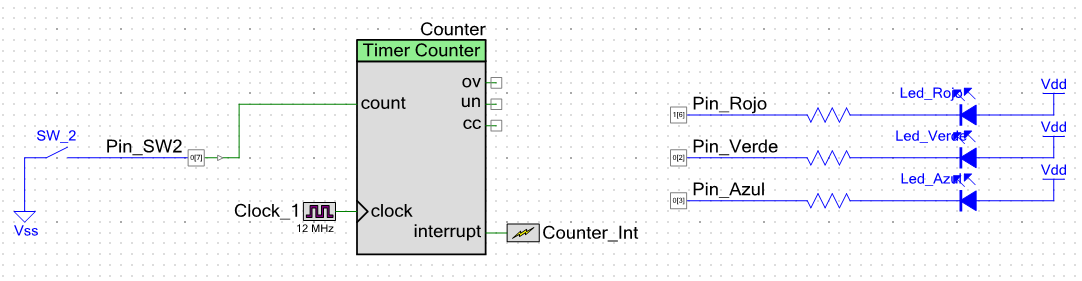 Counter
Timer Counter
ov
un
cc
count
clock
interrupt
SW_2
Pin_SW2
0[7]
Vss
Clock_1
12 MHz
Counter_Int
Pin_Rojo
1[6]
Led_Rojo
Vdd
Pin_Verde
0[2]
Led_Verde
Vdd
Pin_Azul
0[3]
Led_Azul
Vdd